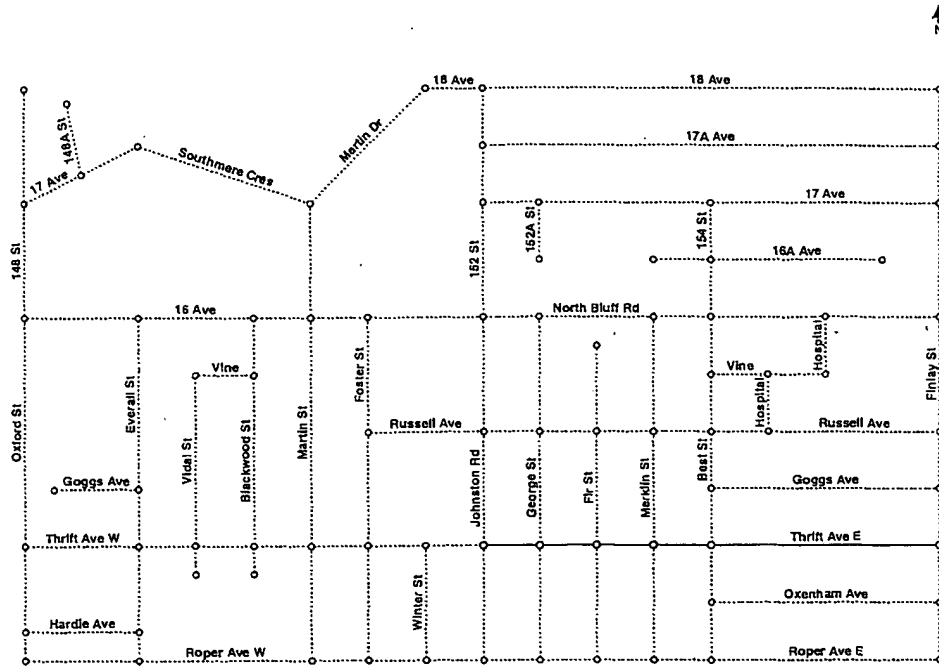 N
18 Ave
18 Ave
17A Ave
148A St
17 Ave
Southmere Cres
Martin Dr
17 Ave
148 St
152 St
152A St
154 St
16A Ave
16 Ave
North Bluff Rd
Oxford St
Everall St
Vine
Vidal St
Blackwood St
Martin St
Foster St
Russell Ave
Johnston Rd
George St
Fir St
Merklin St
Best St
Vine
Hospital
Hospital
Russell Ave
Finlay St
Goggs Ave
Goggs Ave
Thrift Ave W
Thrift Ave E
Winter St
Oxenham Ave
Hardie Ave
Roper Ave W
Roper Ave E